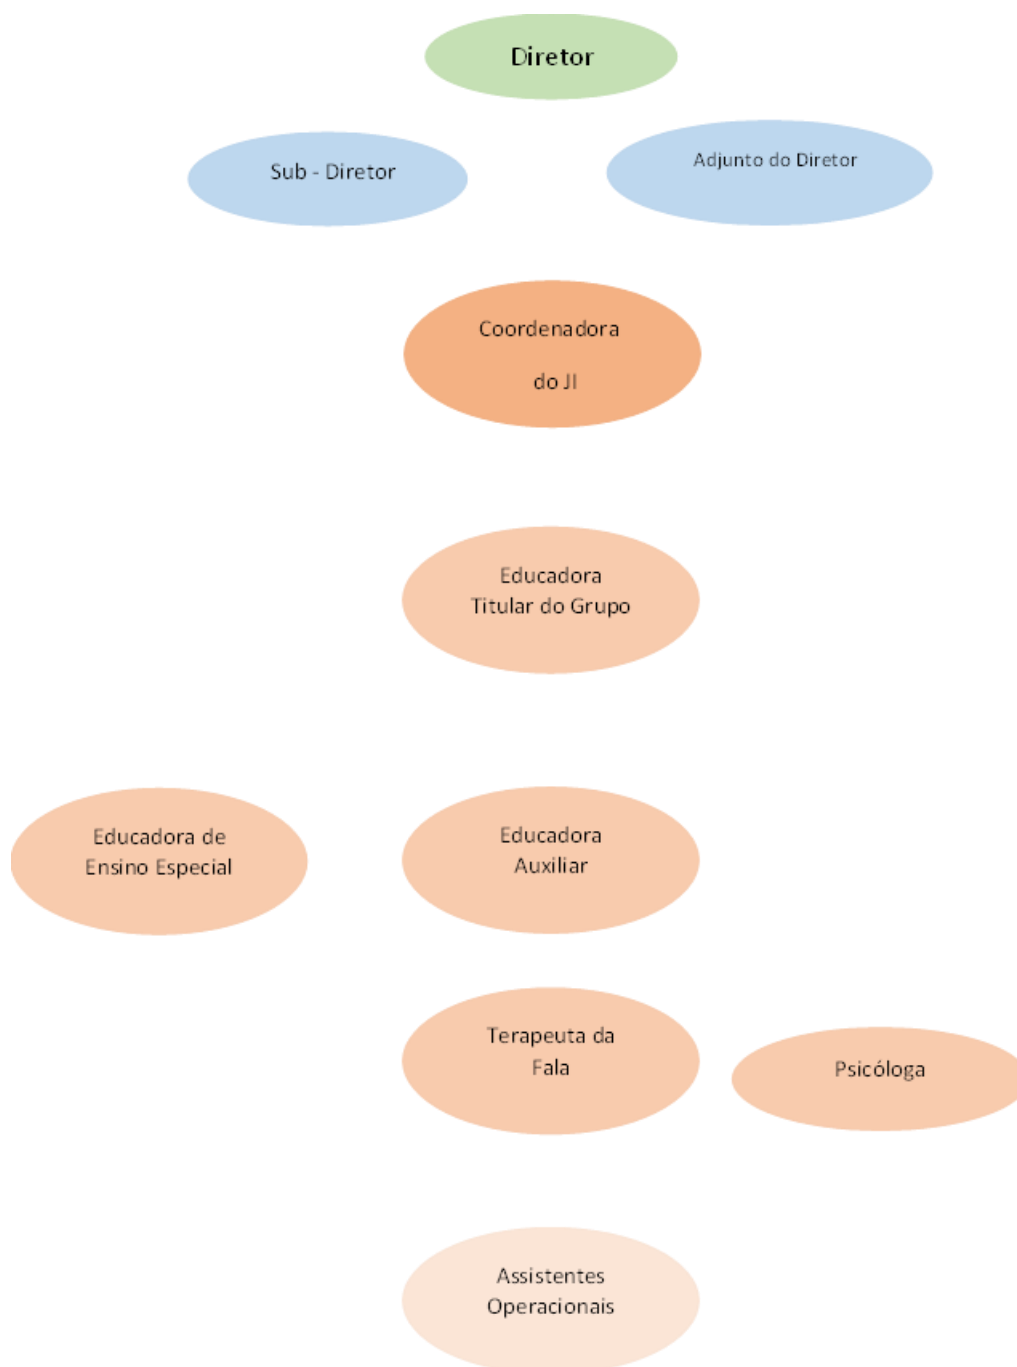 Diretor
Sub - Diretor
Adjunto do Diretor
Coordenadora
do JI
Educadora
Titular do Grupo
Educadora de
Ensino Especial
Educadora
Auxiliar
Terapeuta da
Fala
Psicóloga
Assistentes
Operacionais